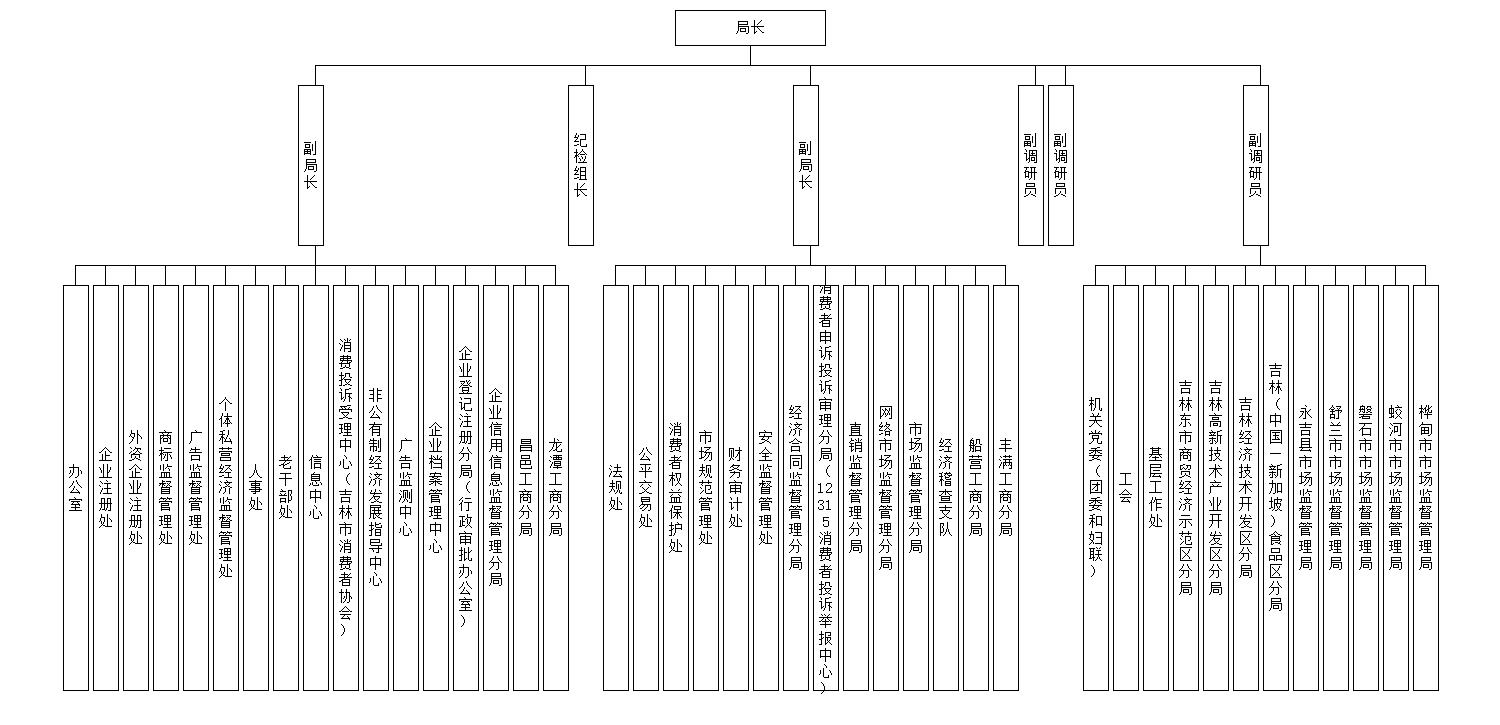 局长
副局长
纪检组长
副局长
副调研员
副调研员
副调研员
办公室
企业注册处
外资企业注册处
商标监督管理处
广告监督管理处
个体私营经济监督管理处
人事处
老干部处
信息中心
消费投诉受理中心(吉林市消费者协会)
非公有制经济发展指导中心
广告监测中心
企业档案管理中心
企业登记注册分局(行政审批办公室)
企业信用信息监督管理分局
昌邑工商分局
龙潭工商分局
法规处
公平交易处
消费者权益保护处
市场规范管理处
财务审计处
安全监督管理处
经济合同监督管理分局
消费者申诉投诉审理分局(12315消费者投诉举报中心)
直销监督管理分局
网络市场监督管理分局
市场监督管理分局
经济稽查支队
船营工商分局
丰满工商分局
机关党委(团委和妇联)
工会
基层工作处
吉林东市商贸经济示范区分局
吉林高新技术产业开发区分局
吉林经济技术开发区分局
吉林(中国—新加坡)食品区分局
永吉县市场监督管理局
舒兰市市场监督管理局
磐石市市场监督管理局
蛟河市市场监督管理局
桦甸市市场监督管理局